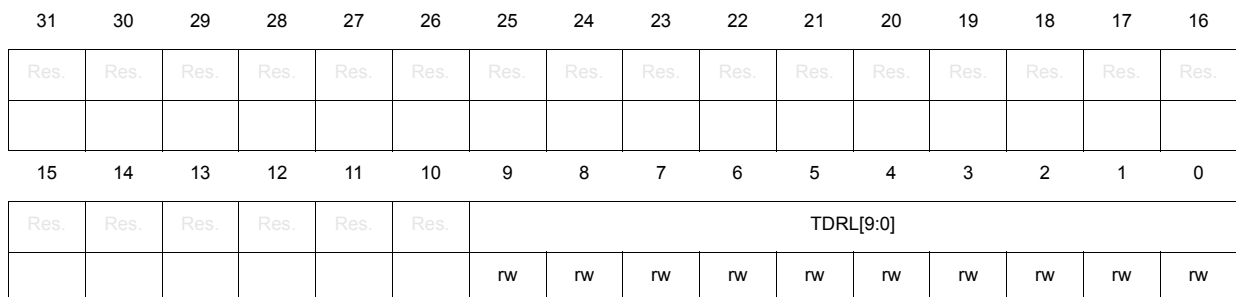 31 30 29 28 27 26 25 24 23 22 21 20 19 18 17 16
Res. Res. Res. Res. Res. Res. Res. Res. Res. Res. Res. Res. Res. Res. Res. Res.
15 14 13 12 11 10 9 8 7 6 5 4 3 2 1 0
Res. Res. Res. Res. Res. Res. TDRL[9:0]
rw rw rw rw rw rw rw rw rw rw